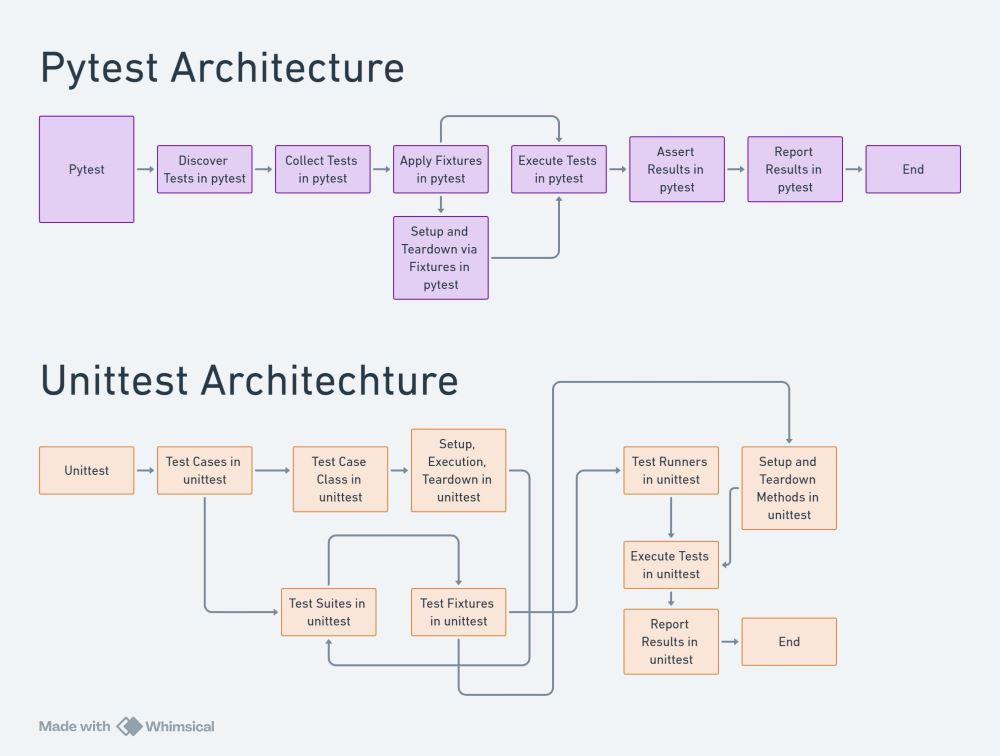 Pytest Architecture
Pytest
Discover
Tests in pytest
Collect Tests
in pytest
Apply Fixtures
in pytest
Execute Tests
in pytest
Assert
Results in
pytest
Report
Results in
pytest
End
Setup and
Teardown via
Fixtures in
pytest
Unittest Architechture
Unittest
Test Cases in
unittest
Test Case
Class in
unittest
Setup,
Execution,
Teardown in
unittest
Test Runners
in unittest
Setup and
Teardown
Methods in
unittest
Execute Tests
in unittest
Test Suites in
unittest
Test Fixtures
in unittest
Report
Results in
unittest
End
Made with Whimsical